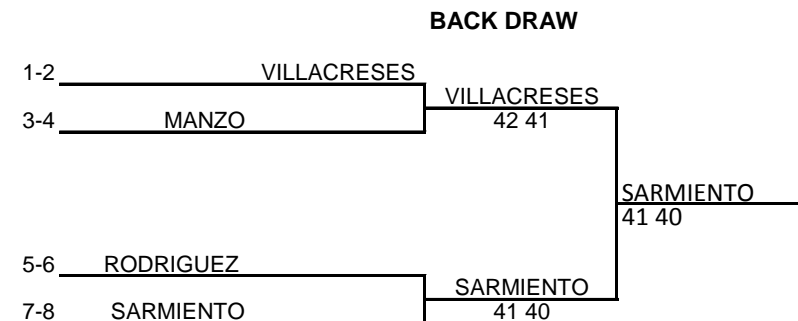 BACK DRAW
1-2 VILLACRESES
VILLACRESES
3-4 MANZO
42 41
SARMIENTO
41 40
5-6 RODRIGUEZ
SARMIENTO
7-8 SARMIENTO
41 40